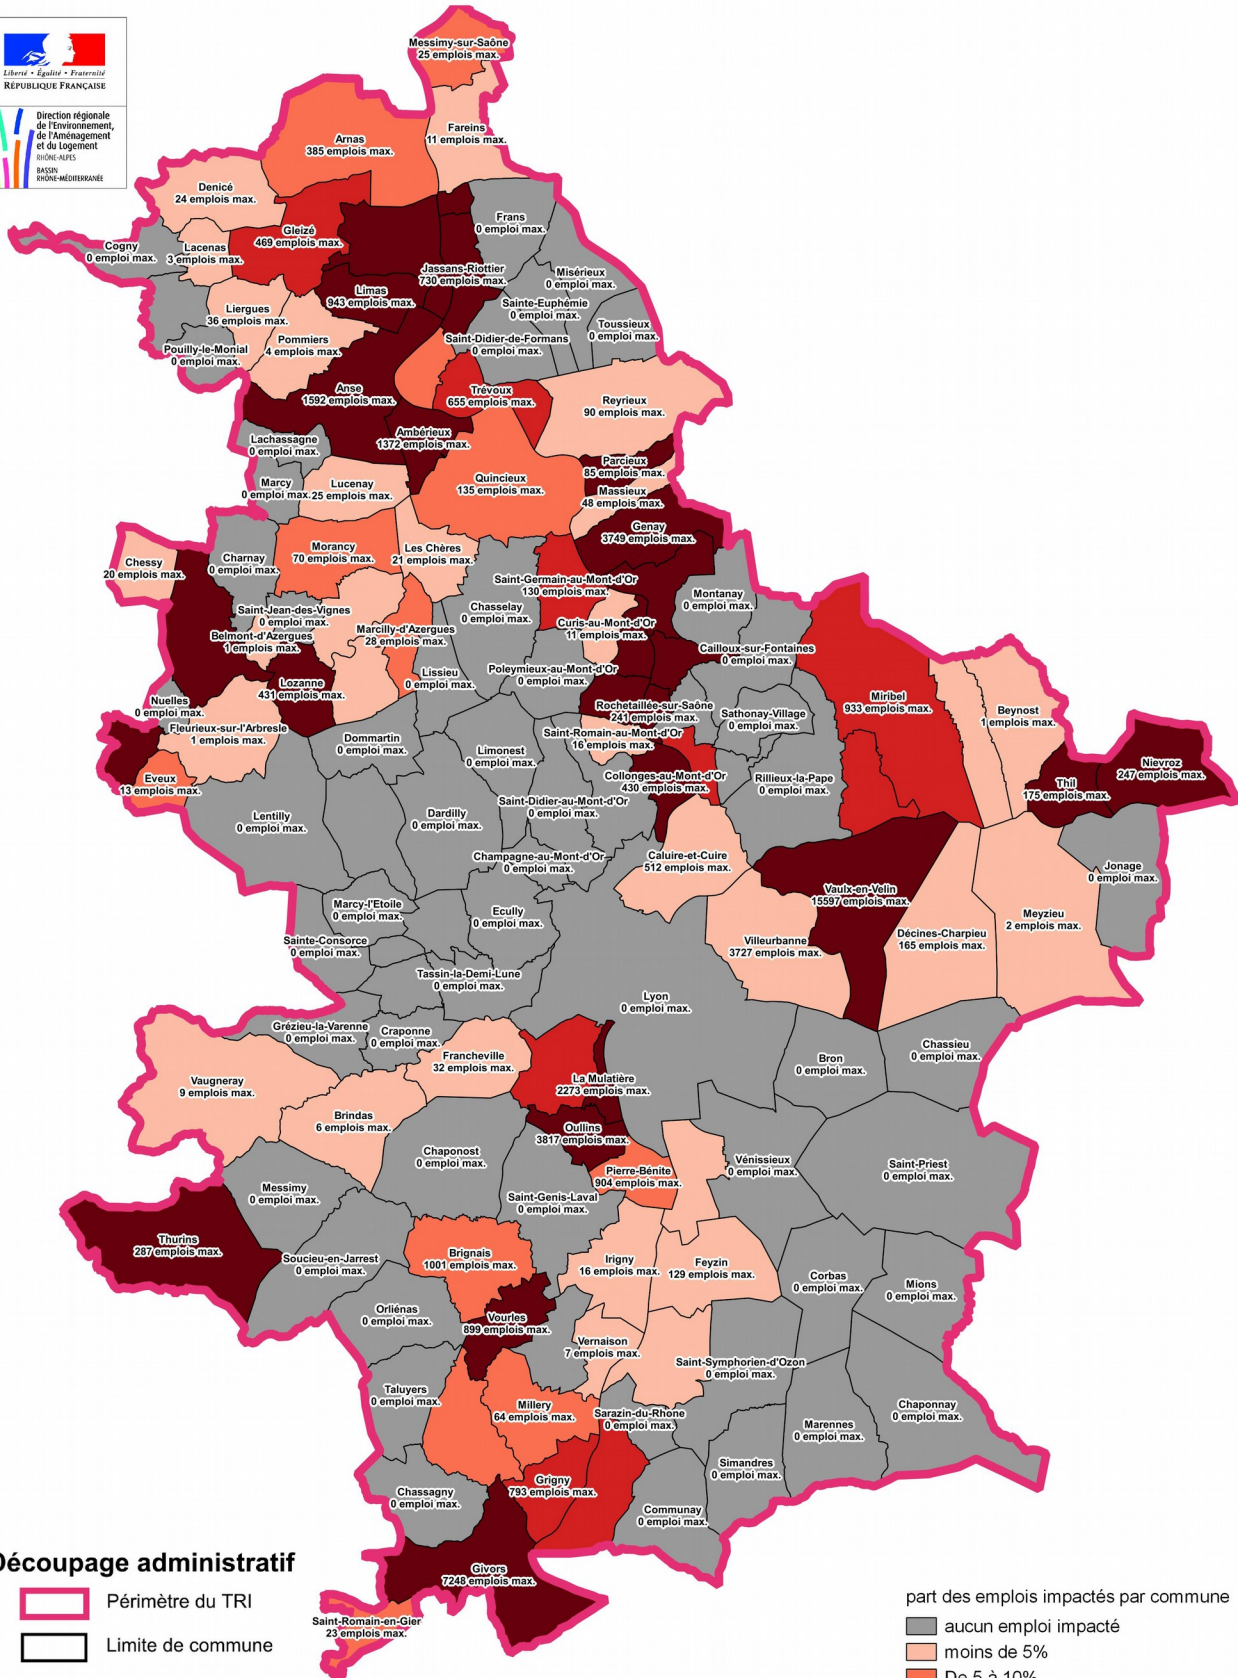 Liberté • Égalité • Fraternité
RÉPUBLIQUE FRANÇAISE
Direction régionale
de l'Environnement,
de l'Aménagement
et du Logement
RHÔNE-ALPES
BASSIN
RHÔNE-MÉDITERRANÉE
Messimy-sur-Saône
25 emplois max.
Fareins
11 emplois max.
Arnas
385 emplois max.
Denicé
24 emplois max.
Frans
0 emploi max.
Gleizé
469 emplois max.
Cogny
0 emploi max.
Lacenas
3 emplois max.
Jassans-Riottier
730 emplois max.
Misérieux
0 emploi max.
Limas
943 emplois max.
Sainte-Euphémie
0 emploi max.
Liergues
36 emplois max.
Toussieux
0 emploi max.
Pommiers
4 emplois max.
Saint-Didier-de-Formans
0 emploi max.
Pouilly-le-Monial
0 emploi max.
Anse
1592 emplois max.
Trévoux
655 emplois max.
Reyrieux
90 emplois max.
Ambérieux
1372 emplois max.
Lachassagne
0 emploi max.
Parcieux
85 emplois max.
Marcy
0 emploi max.
Lucenay
25 emplois max.
Quincieux
135 emplois max.
Massieux
48 emplois max.
Genay
3749 emplois max.
Morancy
70 emplois max.
Les Chères
21 emplois max.
Chessy
20 emplois max.
Charnay
0 emploi max.
Saint-Germain-au-Mont-d'Or
130 emplois max.
Montanay
0 emploi max.
Saint-Jean-des-Vignes
0 emploi max.
Chasselay
0 emploi max.
Curis-au-Mont-d'Or
11 emplois max.
Belmont-d'Azergues
1 emplois max.
Marcilly-d'Azergues
28 emplois max.
Cailloux-sur-Fontaines
0 emploi max.
Lissieu
0 emploi max.
Poleymieux-au-Mont-d'Or
0 emploi max.
Lozanne
431 emplois max.
Nuelles
0 emploi max.
Rochetaillée-sur-Saône
241 emplois max.
Sathonay-Village
0 emploi max.
Miribel
933 emplois max.
Beynost
1 emplois max.
Fleurieux-sur-l'Arbresle
1 emplois max.
Dommartin
0 emploi max.
Saint-Romain-au-Mont-d'Or
16 emplois max.
Limonest
0 emploi max.
Eveux
13 emplois max.
Collonges-au-Mont-d'Or
430 emplois max.
Rillieux-la-Pape
0 emploi max.
Thil
175 emplois max.
Nievroz
247 emplois max.
Lentilly
0 emploi max.
Dardilly
0 emploi max.
Saint-Didier-au-Mont-d'Or
0 emploi max.
Champagne-au-Mont-d'Or
0 emploi max.
Caluire-et-Cuire
512 emplois max.
Jonage
0 emploi max.
Vaulx-en-Velin
15597 emplois max.
Marcy-l'Etoile
0 emploi max.
Ecully
0 emploi max.
Meyzieu
2 emplois max.
Villeurbanne
3727 emplois max.
Décines-Charpieu
165 emplois max.
Sainte-Consorce
0 emploi max.
Tassin-la-Demi-Lune
0 emploi max.
Lyon
0 emploi max.
Grézieu-la-Varenne
0 emploi max.
Craponne
0 emploi max.
Francheville
32 emplois max.
Bron
0 emploi max.
Chassieu
0 emploi max.
Vaugneray
9 emplois max.
La Mulatière
2273 emplois max.
Brindas
6 emplois max.
Oullins
3817 emplois max.
Chaponost
0 emploi max.
Pierre-Bénite
904 emplois max.
Vénissieux
0 emploi max.
Saint-Priest
0 emploi max.
Messimy
0 emploi max.
Saint-Genis-Laval
0 emploi max.
Thurins
287 emplois max.
Soucieu-en-Jarrest
0 emploi max.
Brignais
1001 emplois max.
Irigny
16 emplois max.
Feyzin
129 emplois max.
Corbas
0 emploi max.
Mions
0 emploi max.
Orliénas
0 emploi max.
Vourles
899 emplois max.
Vernaison
7 emplois max.
Saint-Symphorien-d'Ozon
0 emploi max.
Taluyers
0 emploi max.
Millery
64 emplois max.
Sarazin-du-Rhone
0 emploi max.
Chaponnay
0 emploi max.
Marennes
0 emploi max.
Simandres
0 emploi max.
Chassagny
0 emploi max.
Grigny
793 emplois max.
Communay
0 emploi max.
Givors
7248 emplois max.
Saint-Romain-en-Gier
23 emplois max.
Découpage administratif
Périmètre du TRI
Limite de commune
part des emplois impactés par commune
aucun emploi impacté
moins de 5%
De 5 à 10%